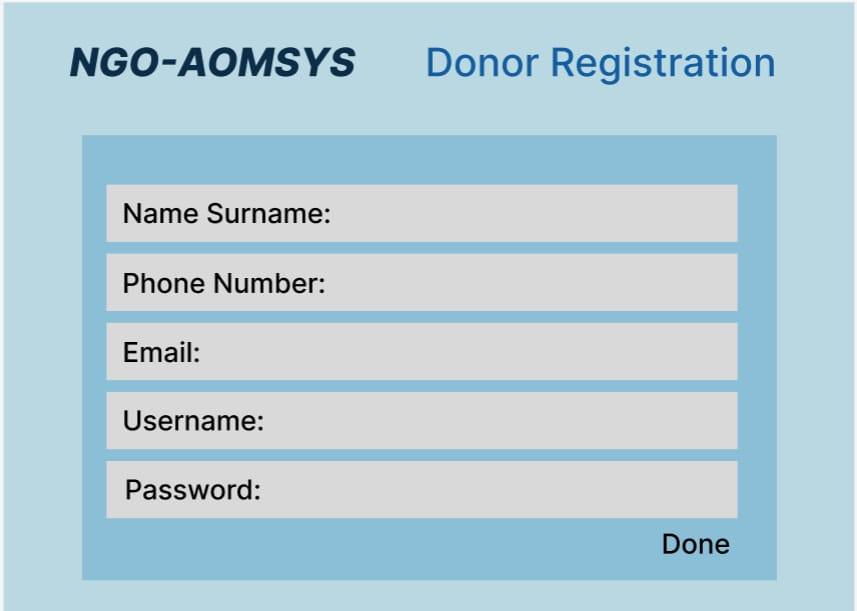 NGO-AOMSYS Donor Registration
Name Surname:
Phone Number:
Email:
Username:
Password:
Done